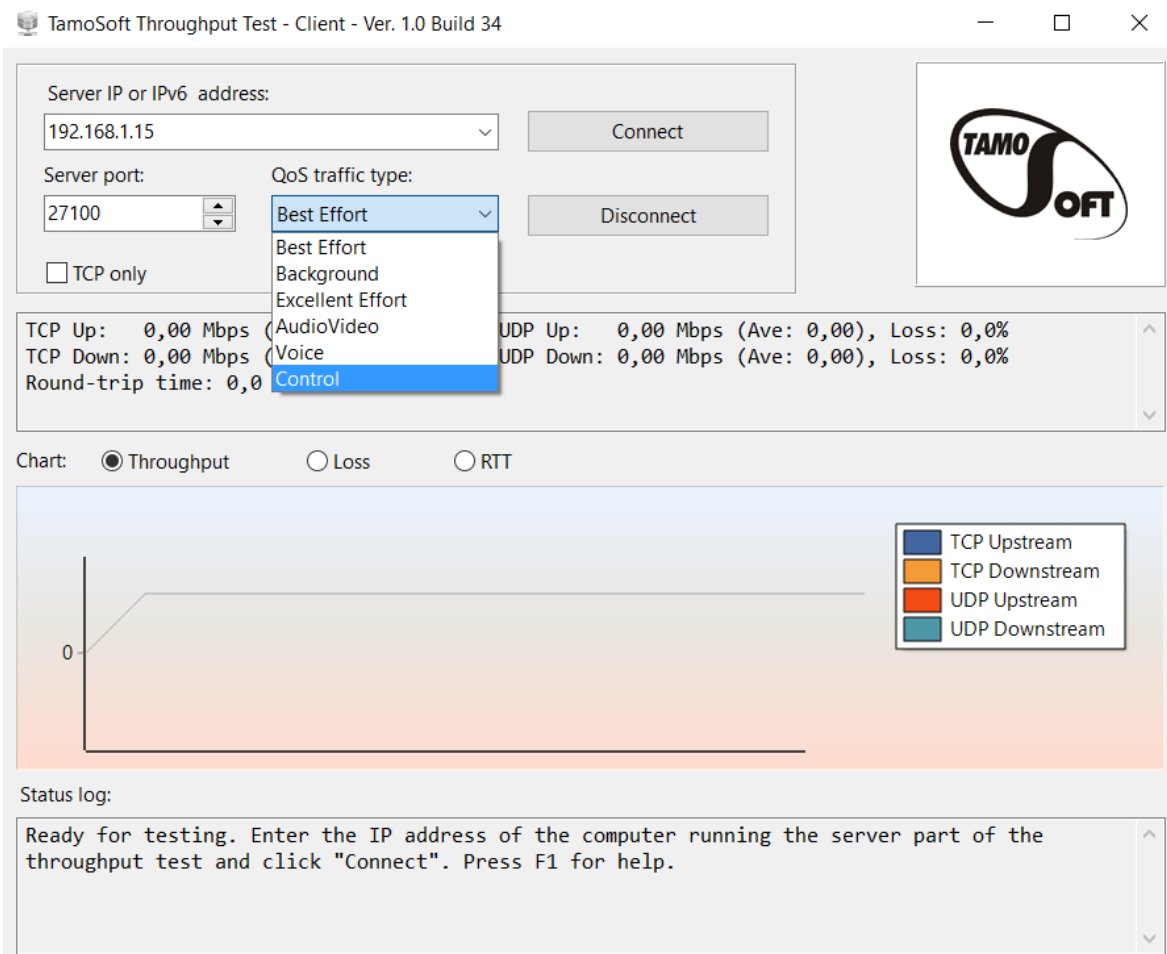 TamoSoft Throughput Test - Client - Ver. 1.0 Build 34
Server IP or IPv6 address:
192.168.1.15
Connect
Server port:
QoS traffic type:
27100
Best Effort
Disconnect
TCP only
Best Effort
Background
Excellent Effort
AudioVideo
Voice
Control
TAMO
SOFT
TCP Up: 0,00 Mbps ( UDP Up: 0,00 Mbps (Ave: 0,00), Loss: 0,0%
TCP Down: 0,00 Mbps ( UDP Down: 0,00 Mbps (Ave: 0,00), Loss: 0,0%
Round-trip time: 0,0
Chart: Throughput Loss RTT
TCP Upstream
TCP Downstream
UDP Upstream
UDP Downstream
0
Status log:
Ready for testing. Enter the IP address of the computer running the server part of the
throughput test and click "Connect". Press F1 for help.